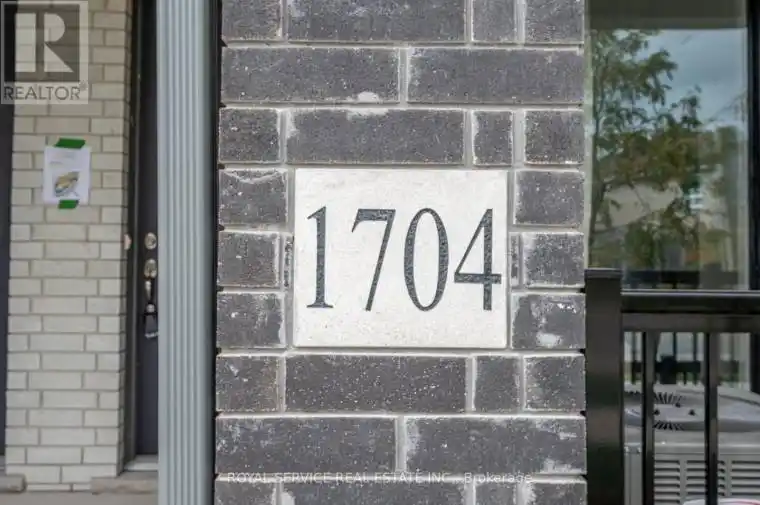 R
REALTOR®
1704
ROYAL SERVICE REAL ESTATE INC., Brokerage